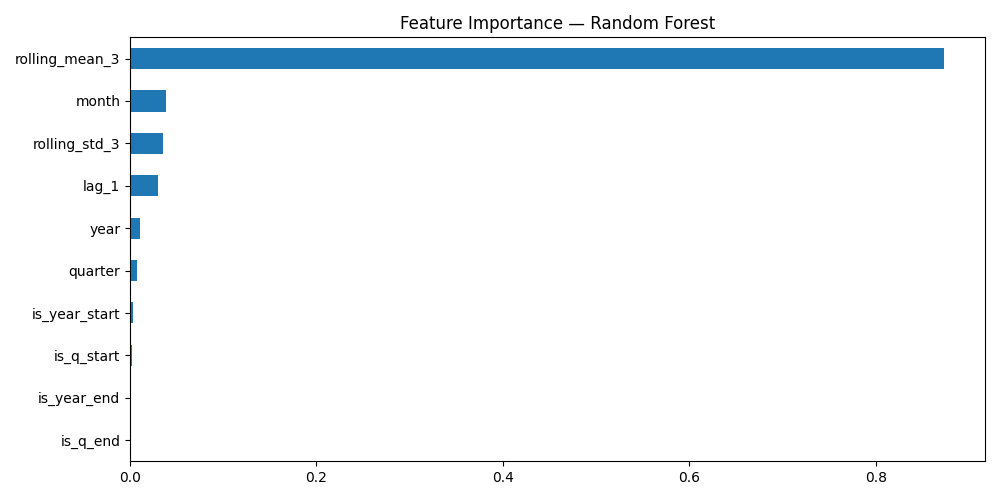 Feature Importance — Random Forest
rolling_mean_3
month
rolling_std_3
lag_1
year
quarter
is_year_start
is_q_start
is_year_end
is_q_end
0.0 0.2 0.4 0.6 0.8